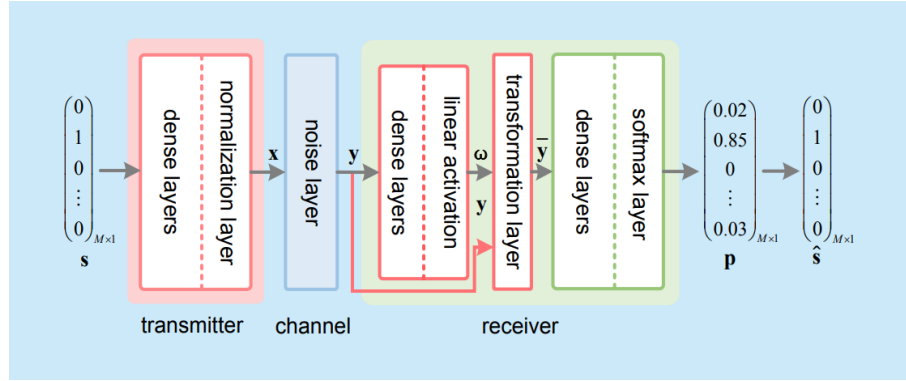 0
1
0
⋮
0
M×1
s
dense layers
normalization layer
transmitter
x
noise layer
channel
y
dense layers
linear activation
ω
y
transformation layer
ȳ
dense layers
softmax layer
receiver
0.02
0.85
0
⋮
0.03
M×1
p
0
1
0
⋮
0
M×1
ŝ